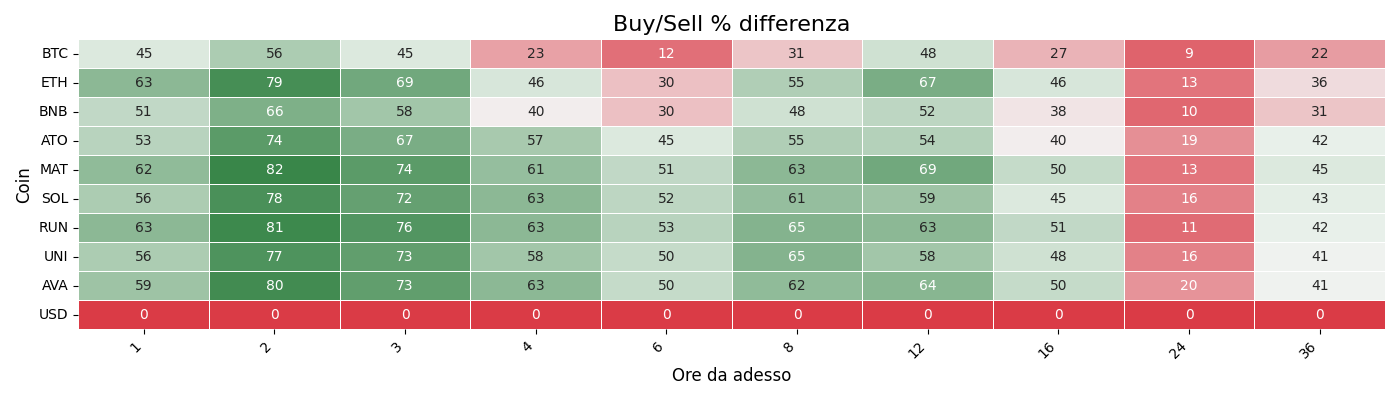 Buy/Sell % differenza
BTC 45 56 45 23 12 31 48 27 9 22
ETH 63 79 69 46 30 55 67 46 13 36
BNB 51 66 58 40 30 48 52 38 10 31
ATO 53 74 67 57 45 55 54 40 19 42
MAT 62 82 74 61 51 63 69 50 13 45
SOL 56 78 72 63 52 61 59 45 16 43
RUN 63 81 76 63 53 65 63 51 11 42
UNI 56 77 73 58 50 65 58 48 16 41
AVA 59 80 73 63 50 62 64 50 20 41
USD 0 0 0 0 0 0 0 0 0 0
Coin
1 2 3 4 6 8 12 16 24 36
Ore da adesso